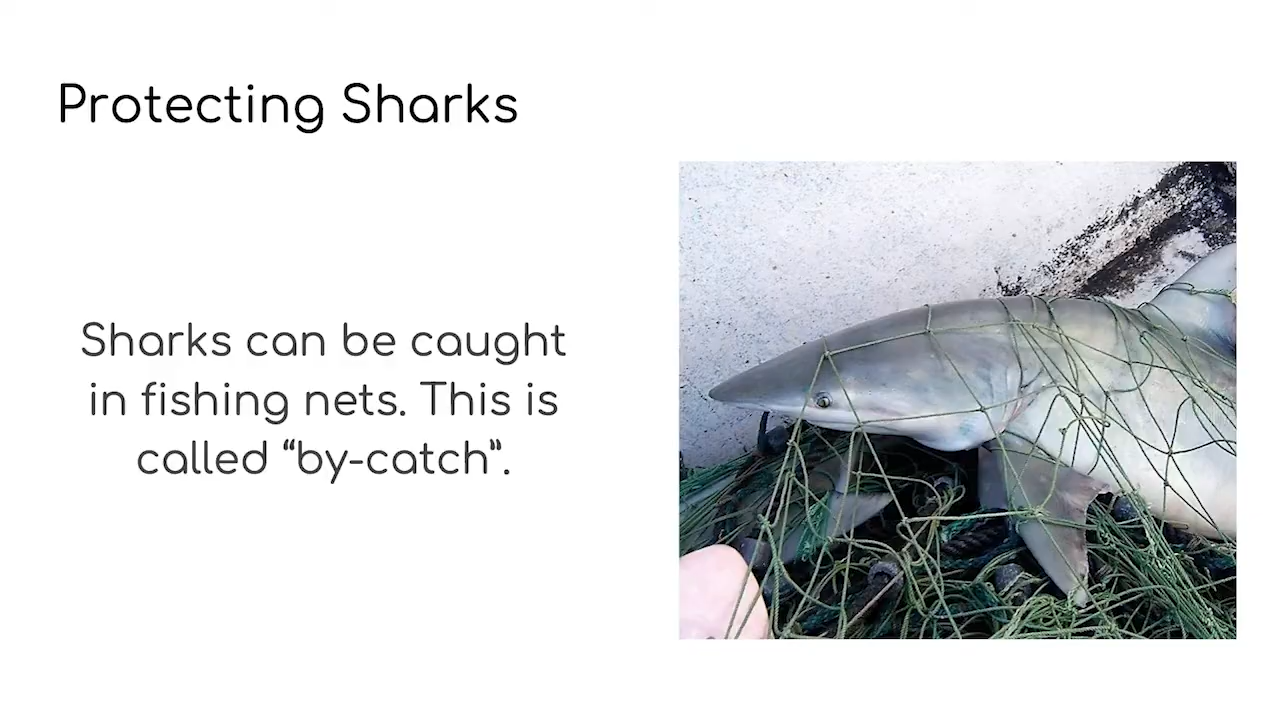 Protecting Sharks
Sharks can be caught
in fishing nets. This is
called “by-catch”.